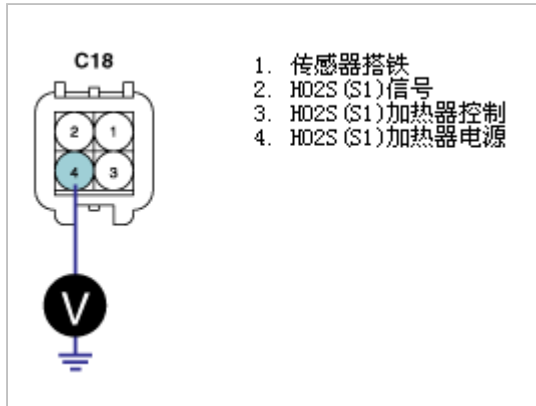 C18
2 1
4 3
V
1. 传感器搭铁
2. HO2S(S1)信号
3. HO2S(S1)加热器控制
4. HO2S(S1)加热器电源